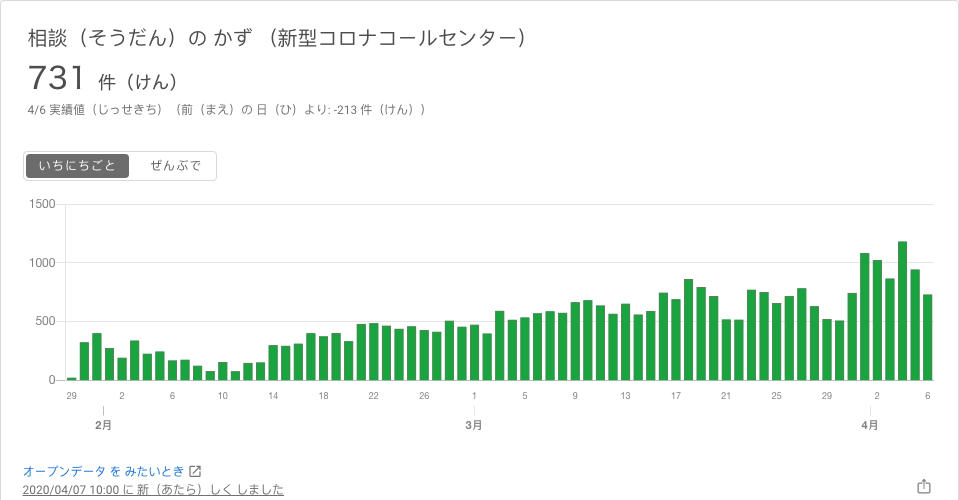 相談（そうだん）の かず （新型コロナコールセンター）
731 件（けん）
4/6 実績値（じっせきち）（前（まえ）の 日（ひ）より: -213 件（けん））
いちにちごと ぜんぶで
1500
1000
500
0
29 2 6 10 14 18 22 26 1 5 9 13 17 21 25 29 2 6
2月 3月 4月
オープンデータ を みたいとき
2020/04/07 10:00 に 新（あたら）しく しました